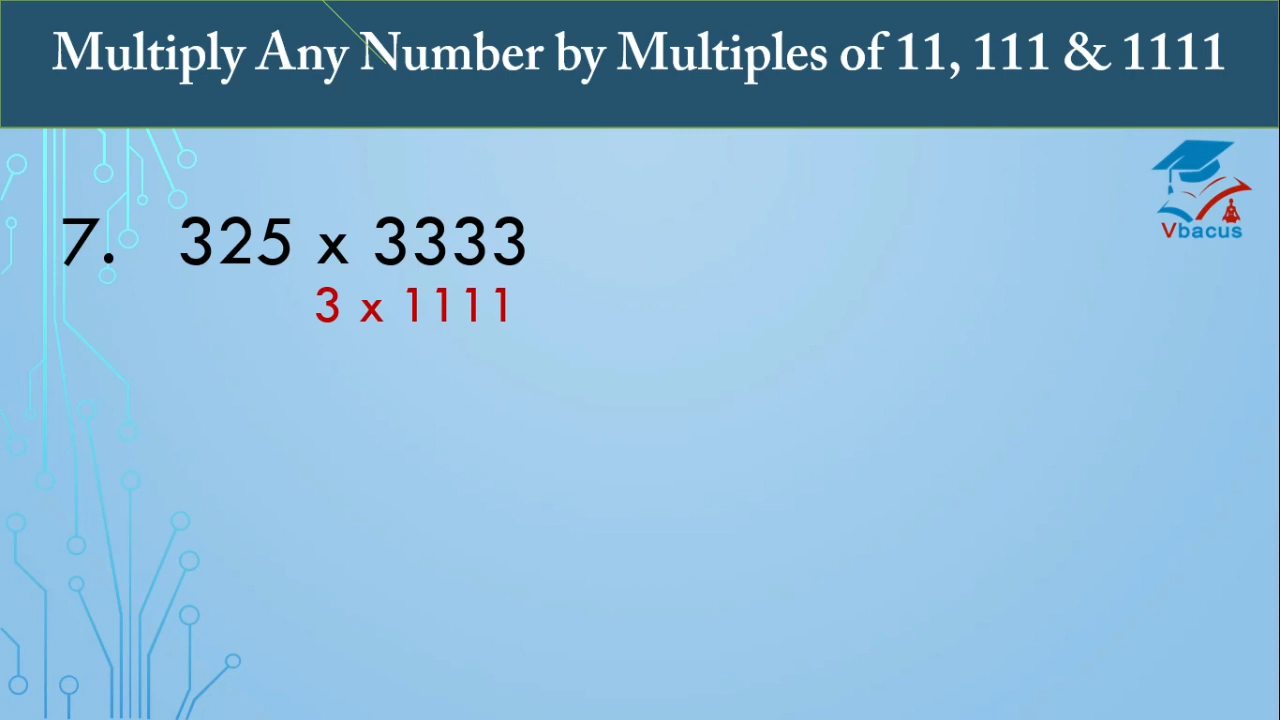 Multiply Any Number by Multiples of 11, 111 & 1111
Vbacus
7. 325 x 3333
3 x 1111